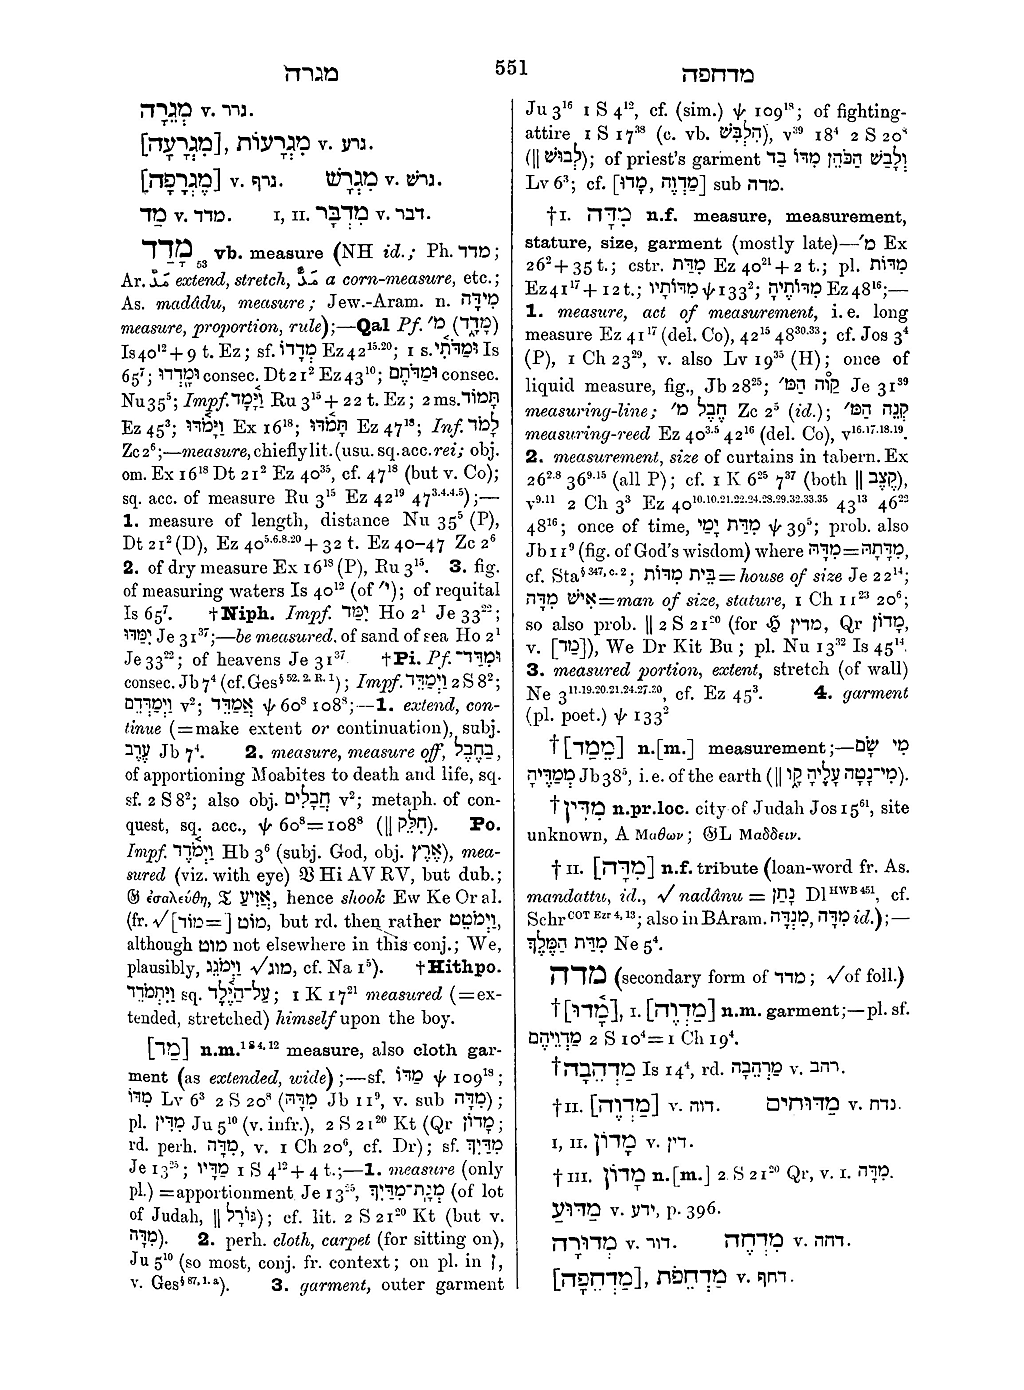 מגרה
551
מדחפה
מְגֵרָה v. גרר.
[מִגְרָעָה], מִגְרָעוֹת v. גרע.
[מֶגְרָפָה] v. גרף. מִגְרָשׁ v. גרשׁ.
מַד v. מדד. I, II. מִדְבָּר v. דבר.
מָדַד 53 vb. measure (NH id.; Ph. מדד;
Ar. extend, stretch, a corn-measure, etc.;
As. madâdu, measure; Jew.-Aram. n. מִידָּה
measure, proportion, rule);—Qal Pf. מ׳ (מָדָד)
Is 40¹² + 9 t. Ez; sf. מְדָדוֹ Ez 42¹⁵·²⁰; 1 s. וּמַדֹּתִי Is
65⁷; וּמָדְדוּ consec. Dt 21² Ez 43¹⁰; וּמַדֹּתֶם consec.
Nu 35⁵; Impf. וַיָּמָד Ru 3¹⁵ + 22 t. Ez; 2 ms. תָּמוֹד
Ez 45³; וַיָּמֹדּוּ Ex 16¹⁸; תָּמֹדּוּ Ez 47¹⁸; Inf. לָמֹד
Zc 2⁶;—measure, chiefly lit. (usu. sq. acc. rei; obj.
om. Ex 16¹⁸ Dt 21² Ez 40³⁵, cf. 47¹⁸ (but v. Co);
sq. acc. of measure Ru 3¹⁵ Ez 42¹⁹ 47³·⁴·⁴·⁵);—
1. measure of length, distance Nu 35⁵ (P),
Dt 21² (D), Ez 40⁵·⁶·⁸·²⁰ + 32 t. Ez 40–47 Zc 2⁶
2. of dry measure Ex 16¹⁸ (P), Ru 3¹⁵. 3. fig.
of measuring waters Is 40¹² (of י׳); of requital
Is 65⁷. †Niph. Impf. יִמַּד Ho 2¹ Je 33²²;
יִמַּדּוּ Je 31³⁷;—be measured, of sand of sea Ho 2¹
Je 33²²; of heavens Je 31³⁷ †Pi. Pf. וּמִדַּד־
consec. Jb 7⁴ (cf. Ges§ 52. 2. R. 1); Impf. וַיְמַדֵּד 2 S 8²;
וַיְמַדְּדֵם v²; אֲמַדֵּד ψ 60⁸ 108⁸;—1. extend, con-
tinue (= make extent or continuation), subj.
עֶרֶב Jb 7⁴. 2. measure, measure off, בַּחֶבֶל,
of apportioning Moabites to death and life, sq.
sf. 2 S 8²; also obj. חֲבָלִים v²; metaph. of con-
quest, sq. acc., ψ 60⁸ = 108⁸ (‖ חִלֵּק). Po.
Impf. וַיְמֹדֶד Hb 3⁶ (subj. God, obj. אֶרֶץ), mea-
sured (viz. with eye) 𝔙 Hi AV RV, but dub.;
𝔊 ἐσαλεύθη, 𝔗, hence shook Ew Ke Or al.
(fr. √[מוֹד =] מוֹט, but rd. then rather וַיְמֹטֵט,
although מוט not elsewhere in this conj.; We,
plausibly, וַיְמֹגֵג √מוג, cf. Na 1⁵). †Hithpo.
וַיִּתְמֹדֵד sq. עַל־הַיֶּלֶד; 1 K 17²¹ measured (= ex-
tended, stretched) himself upon the boy.
[מַד] n.m. 1 S 4, 12 measure, also cloth gar-
ment (as extended, wide);—sf. מַדּוֹ ψ 109¹⁸;
מִדּוֹ Lv 6³ 2 S 20⁸ (מִדָּהּ Jb 11⁹, v. sub מִדָּה);
pl. מִדִּין Ju 5¹⁰ (v. infr.), 2 S 21²⁰ Kt (Qr מָדוֹן;
rd. perh. מִדָּה, v. 1 Ch 20⁶, cf. Dr); sf. מִדַּיִךְ
Je 13²⁵; מַדָּיו 1 S 4¹² + 4 t.;—1. measure (only
pl.) = apportionment Je 13²⁵, מְנָת־מִדַּיִךְ (of lot
of Judah, ‖ גּוֹרָל); cf. lit. 2 S 21²⁰ Kt (but v.
מִדָּה). 2. perh. cloth, carpet (for sitting on),
Ju 5¹⁰ (so most, conj. fr. context; on pl. in ן,
v. Ges§ 87, 1. a). 3. garment, outer garment
Ju 3¹⁶ 1 S 4¹², cf. (sim.) ψ 109¹⁸; of fighting-
attire 1 S 17³⁸ (c. vb. הִלְבִּישׁ), v³⁹ 18⁴ 2 S 20⁸
(‖ לְבוּשׁ); of priest's garment וְלָבַשׁ הַכֹּהֵן מִדּוֹ בַד
Lv 6³; cf. [מַדְוֶה, מָדוּ] sub מדה.
†I. מִדָּה n.f. measure, measurement,
stature, size, garment (mostly late)—מ׳ Ex
26² + 35 t.; cstr. מִדַּת Ez 40²¹ + 2 t.; pl. מִדּוֹת
Ez 41¹⁷ + 12 t.; מִדּוֹתָיו ψ 133²; מִדּוֹתֶיהָ Ez 48¹⁶;—
1. measure, act of measurement, i. e. long
measure Ez 41¹⁷ (del. Co), 42¹⁵ 48³⁰·³³; cf. Jos 3⁴
(P), 1 Ch 23²⁹, v. also Lv 19³⁵ (H); once of
liquid measure, fig., Jb 28²⁵; קָוֹה הַמּ׳ Je 31³⁹
measuring-line; חֶבֶל מ׳ Zc 2⁵ (id.); קְנֵה הַמּ׳
measuring-reed Ez 40³·⁵ 42¹⁶ (del. Co), v¹⁶·¹⁷·¹⁸·¹⁹.
2. measurement, size of curtains in tabern. Ex
26²·⁸ 36⁹·¹⁵ (all P); cf. 1 K 6²⁵ 7³⁷ (both ‖ קֶצֶב),
v⁹·¹¹ 2 Ch 3³ Ez 40¹⁰·¹⁰·²¹·²²·²⁴·²⁸·²⁹·³²·³³·³⁵ 43¹³ 46²²
48¹⁶; once of time, מִדַּת יָמַי ψ 39⁵; prob. also
Jb 11⁹ (fig. of God's wisdom) where מִדָּהּ = מִדָּתָהּ,
cf. Sta§ 347, c. 2; בֵּית מִדּוֹת = house of size Je 22¹⁴;
אִישׁ מִדָּה = man of size, stature, 1 Ch 11²³ 20⁶;
so also prob. ‖ 2 S 21²⁰ (for 𝔊 מדין, Qr מָדוֹן,
v. [מַד]), We Dr Kit Bu; pl. Nu 13³² Is 45¹⁴.
3. measured portion, extent, stretch (of wall)
Ne 3¹¹·¹⁹·²⁰·²¹·²⁴·²⁷·³⁰, cf. Ez 45³. 4. garment
(pl. poet.) ψ 133²
†[מֵמַד] n.[m.] measurement;—מִי שָׂם
מְמַדֶּיהָ Jb 38⁵, i. e. of the earth (‖ מִי־נָטָה עָלֶיהָ קָּו).
†מִדִּין n.pr.loc. city of Judah Jos 15⁶¹, site
unknown, A Μαδων; 𝔊L Μαδδειν.
†II. [מִדָּה] n.f. tribute (loan-word fr. As.
mandattu, id., √nadânu = נָתַן Dl HWB 451, cf.
Schr COT Ezr 4, 13; also in BAram. מִנְדָּה, מִדָּה id.);—
מִדַּת הַמֶּלֶךְ Ne 5⁴.
מדה (secondary form of מדד; √ of foll.)
†[מָדוּ], I. [מַדְוֶה] n.m. garment;—pl. sf.
מַדְוֵיהֶם 2 S 10⁴ = 1 Ch 19⁴.
†מַדְהֵבָה Is 14⁴, rd. מַרְהֵבָה v. רהב.
†II. [מַדְוֶה] v. דוה. מַדּוּחִים v. נדח.
I, II. מָדוֹן v. דין.
†III. מָדוֹן n.[m.] 2 S 21²⁰ Qr, v. I. מִדָּה.
מַדּוּעַ v. ידע, p. 396.
מְדוּרָה v. דור. מִדְחֶה v. דחה.
[מַדְחֵפָה], מַדְחֵפֹת v. דחף.